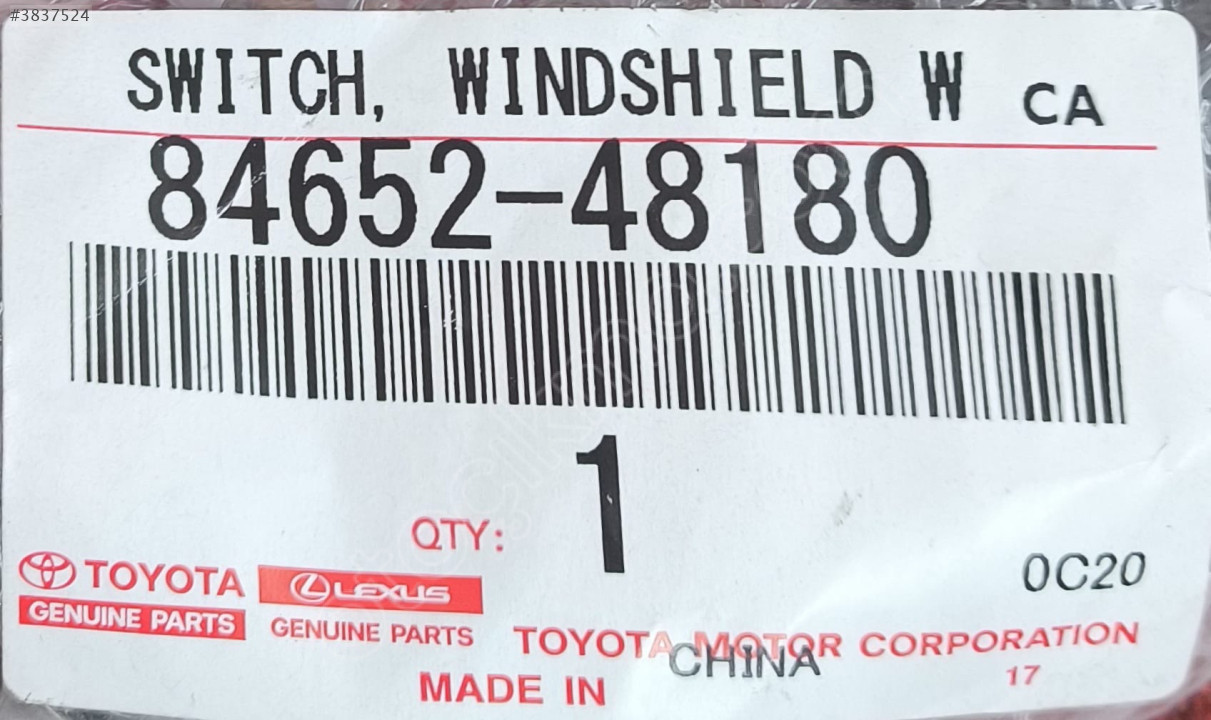 #3837524
SWITCH, WINDSHIELD W CA
84652-48180
1
QTY:
0C20
TOYOTA LEXUS
GENUINE PARTS GENUINE PARTS
TOYOTA MOTOR CORPORATION
CHINA
17
MADE IN